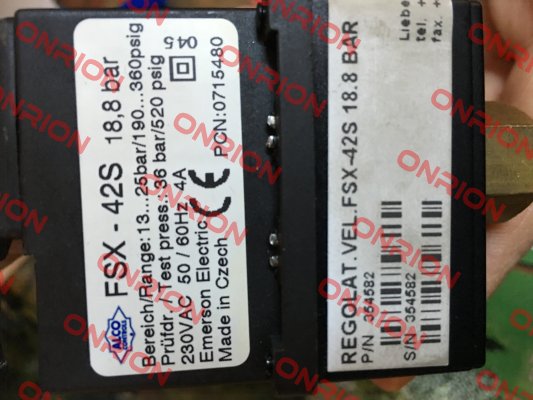 ALCO
CONTROLS
FSX - 42S 18,8 bar
Bereich/Range:13...25bar/190...360psig
Prüfdr. / Test press.: 36 bar/520 psig
230VAC 50 / 60Hz 4A
Emerson Electric
Made in Czech
PCN:0715480
CE
945
REGOLAT.VEL.FSX-42S 18.8 BAR
P/N 354582
S/N 354582
Liebe
tel. +
fax. +
ONRION